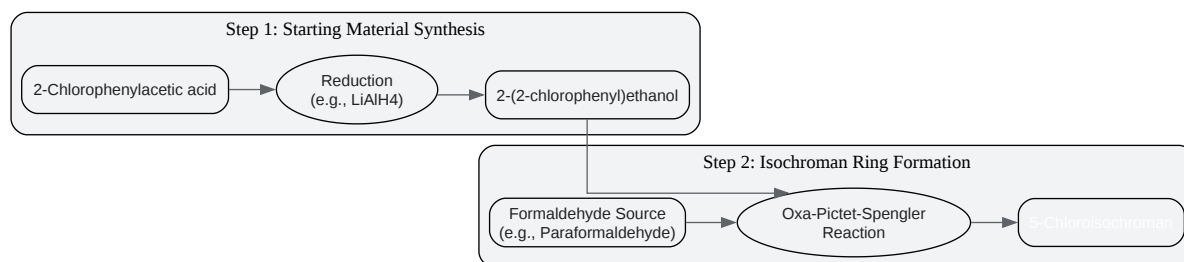 Step 1: Starting Material Synthesis
2-Chlorophenylacetic acid
Reduction
(e.g., LiAlH4)
2-(2-chlorophenyl)ethanol
Step 2: Isochroman Ring Formation
Formaldehyde Source
(e.g., Paraformaldehyde)
Oxa-Pictet-Spengler
Reaction
5-Chloroisochroman